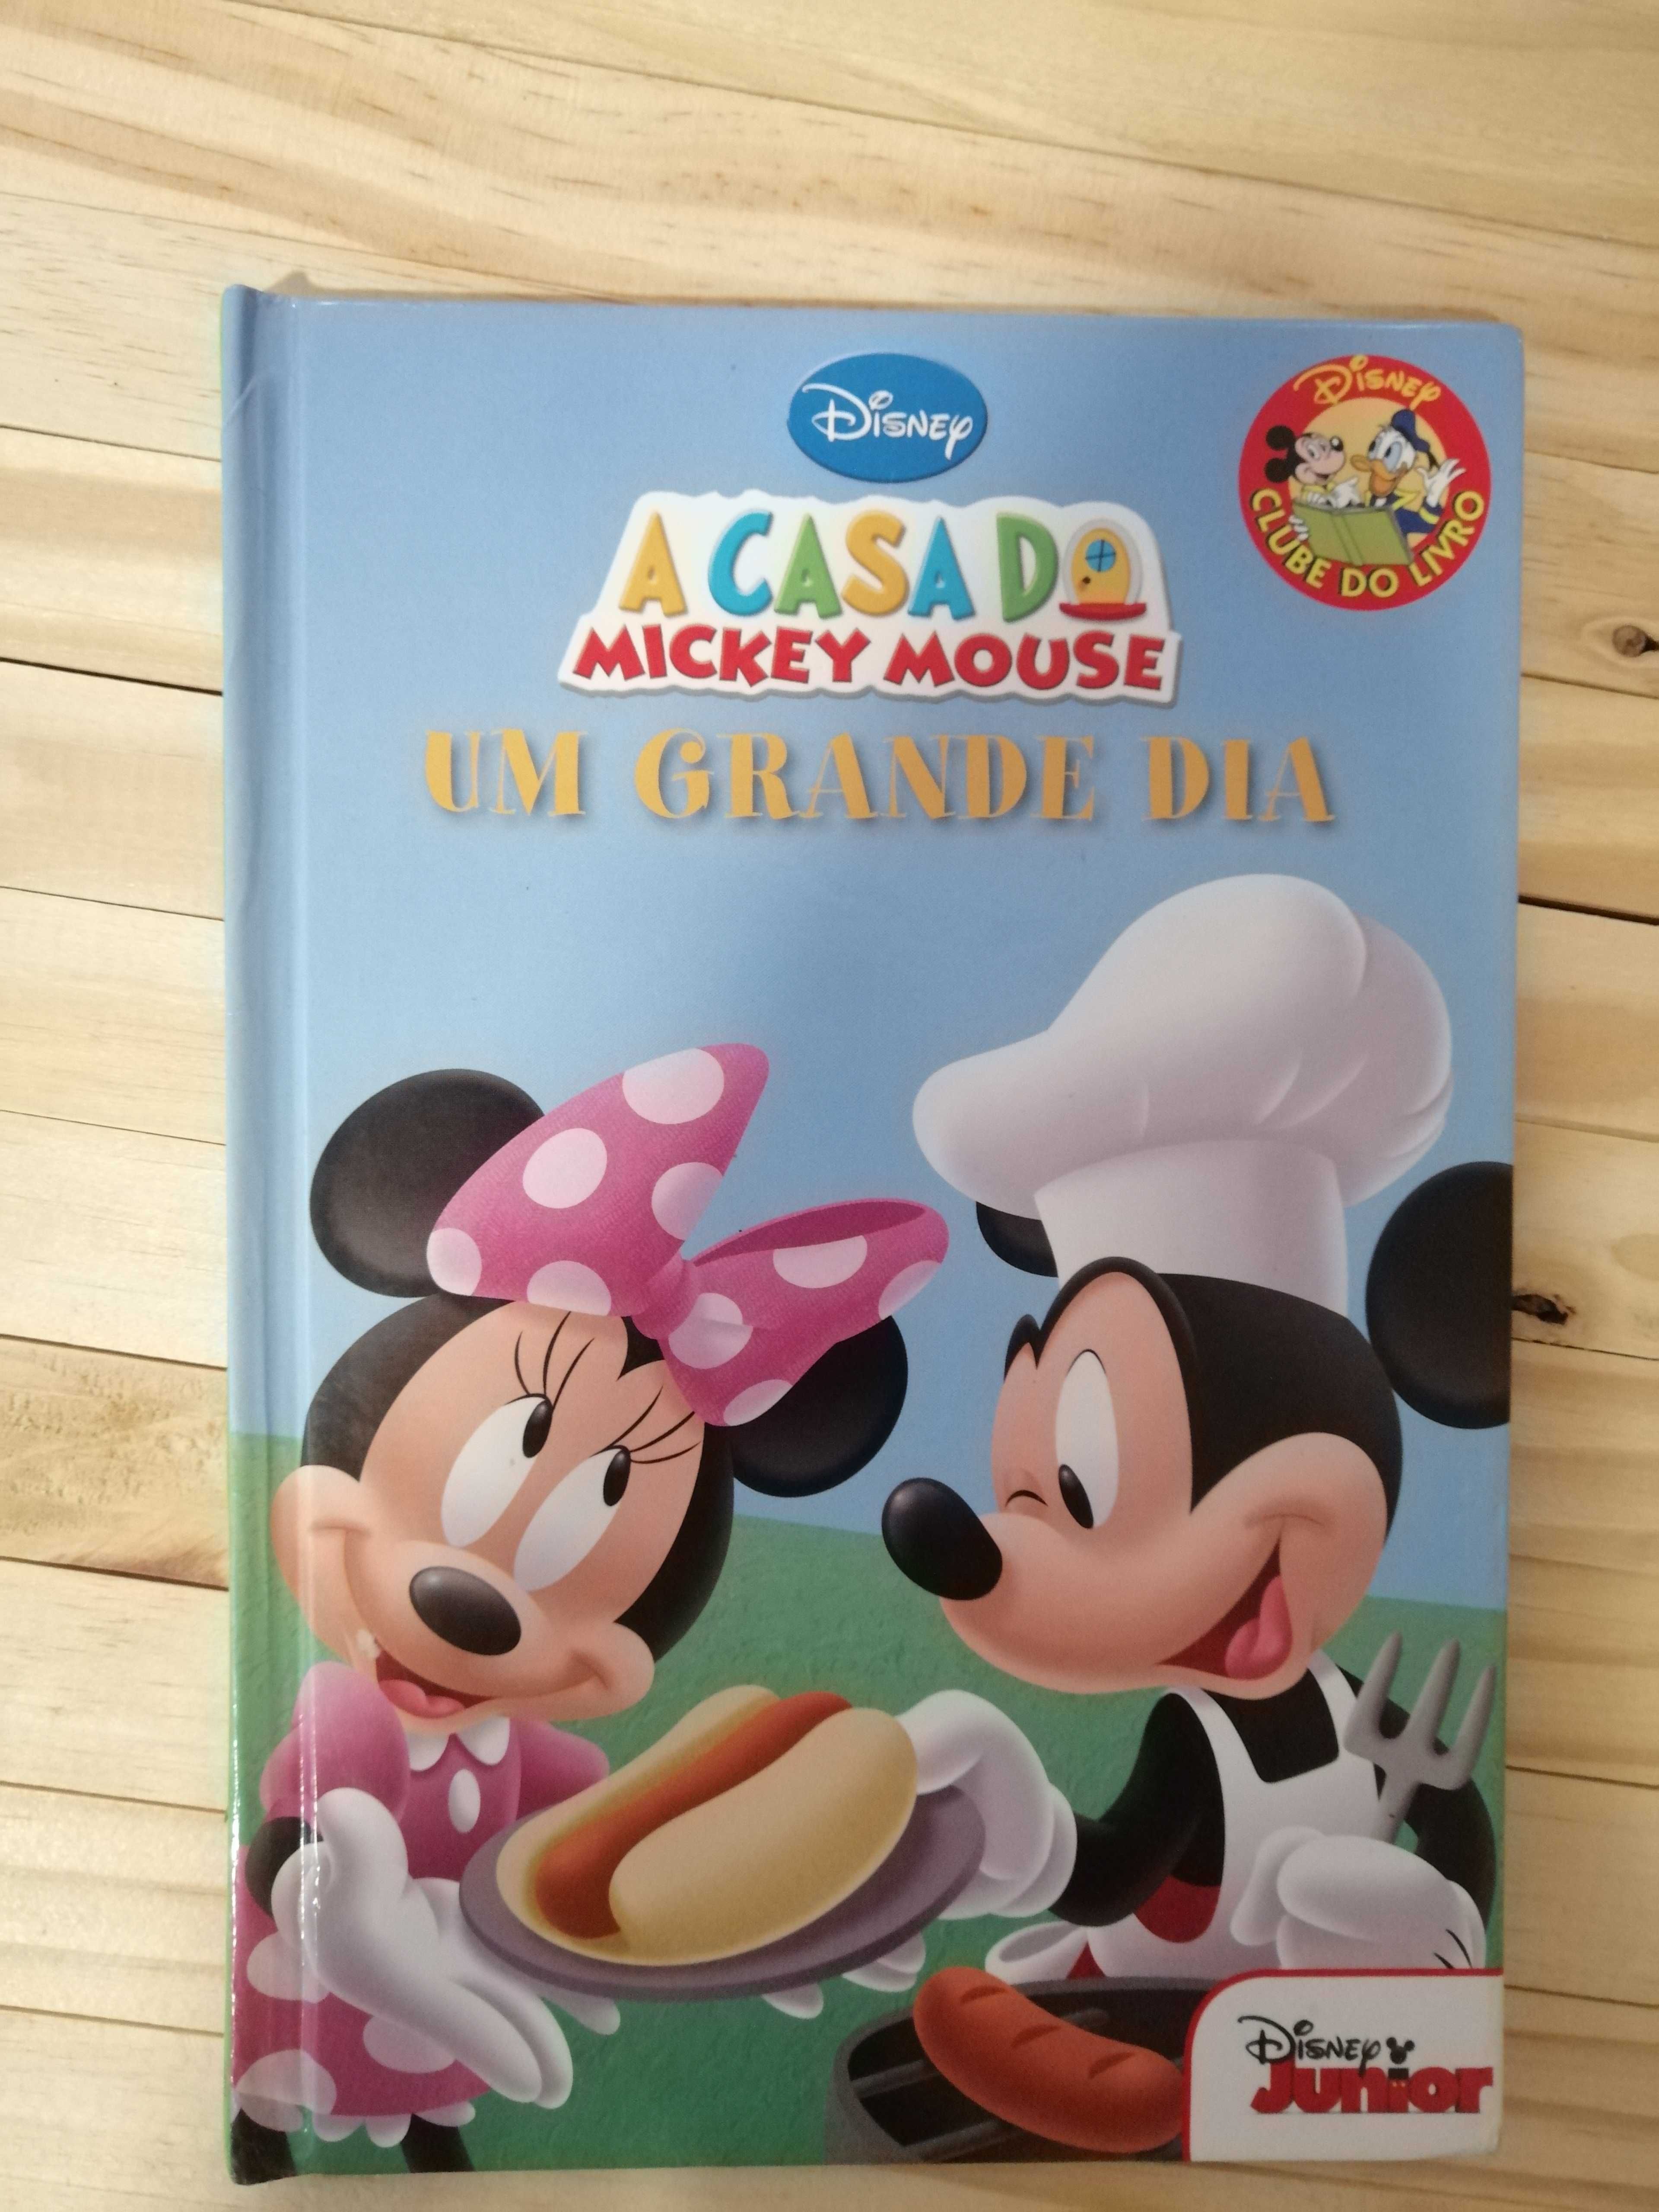 Disney
Disney
CLUBE DO LIVRO
A CASA DO
MICKEY MOUSE
UM GRANDE DIA
Disney
Junior